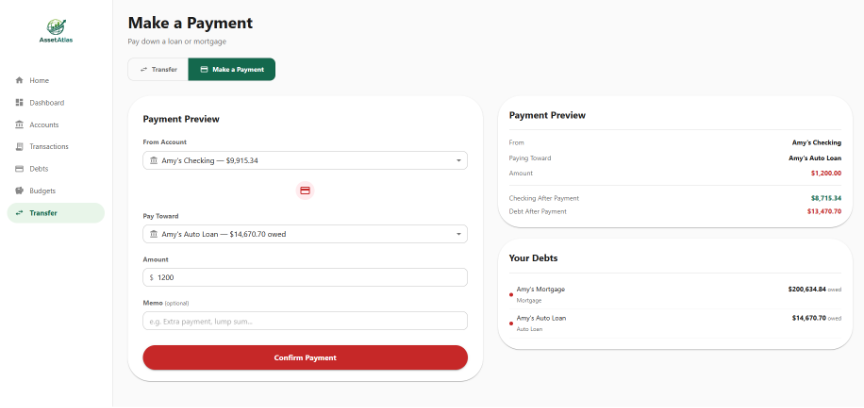 AssetAtlas
Home
Dashboard
Accounts
Transactions
Debts
Budgets
Transfer
Make a Payment
Pay down a loan or mortgage
Transfer
Make a Payment
Payment Preview
From Account
Amy's Checking — $9,915.34
Pay Toward
Amy's Auto Loan — $14,670.70 owed
Amount
$ 1200
Memo (optional)
e.g. Extra payment, lump sum...
Confirm Payment
Payment Preview
From Amy's Checking
Paying Toward Amy's Auto Loan
Amount $1,200.00
Checking After Payment $8,715.34
Debt After Payment $13,470.70
Your Debts
Amy's Mortgage $200,634.84 owed
Mortgage
Amy's Auto Loan $14,670.70 owed
Auto Loan